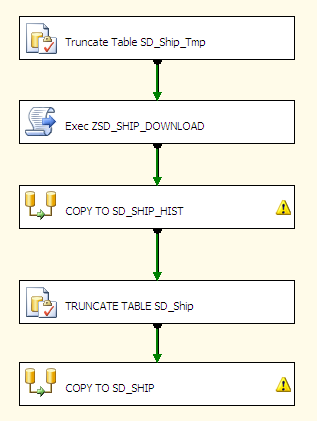 Truncate Table SD_Ship_Tmp
Exec ZSD_SHIP_DOWNLOAD
COPY TO SD_SHIP_HIST
TRUNCATE TABLE SD_Ship
COPY TO SD_SHIP